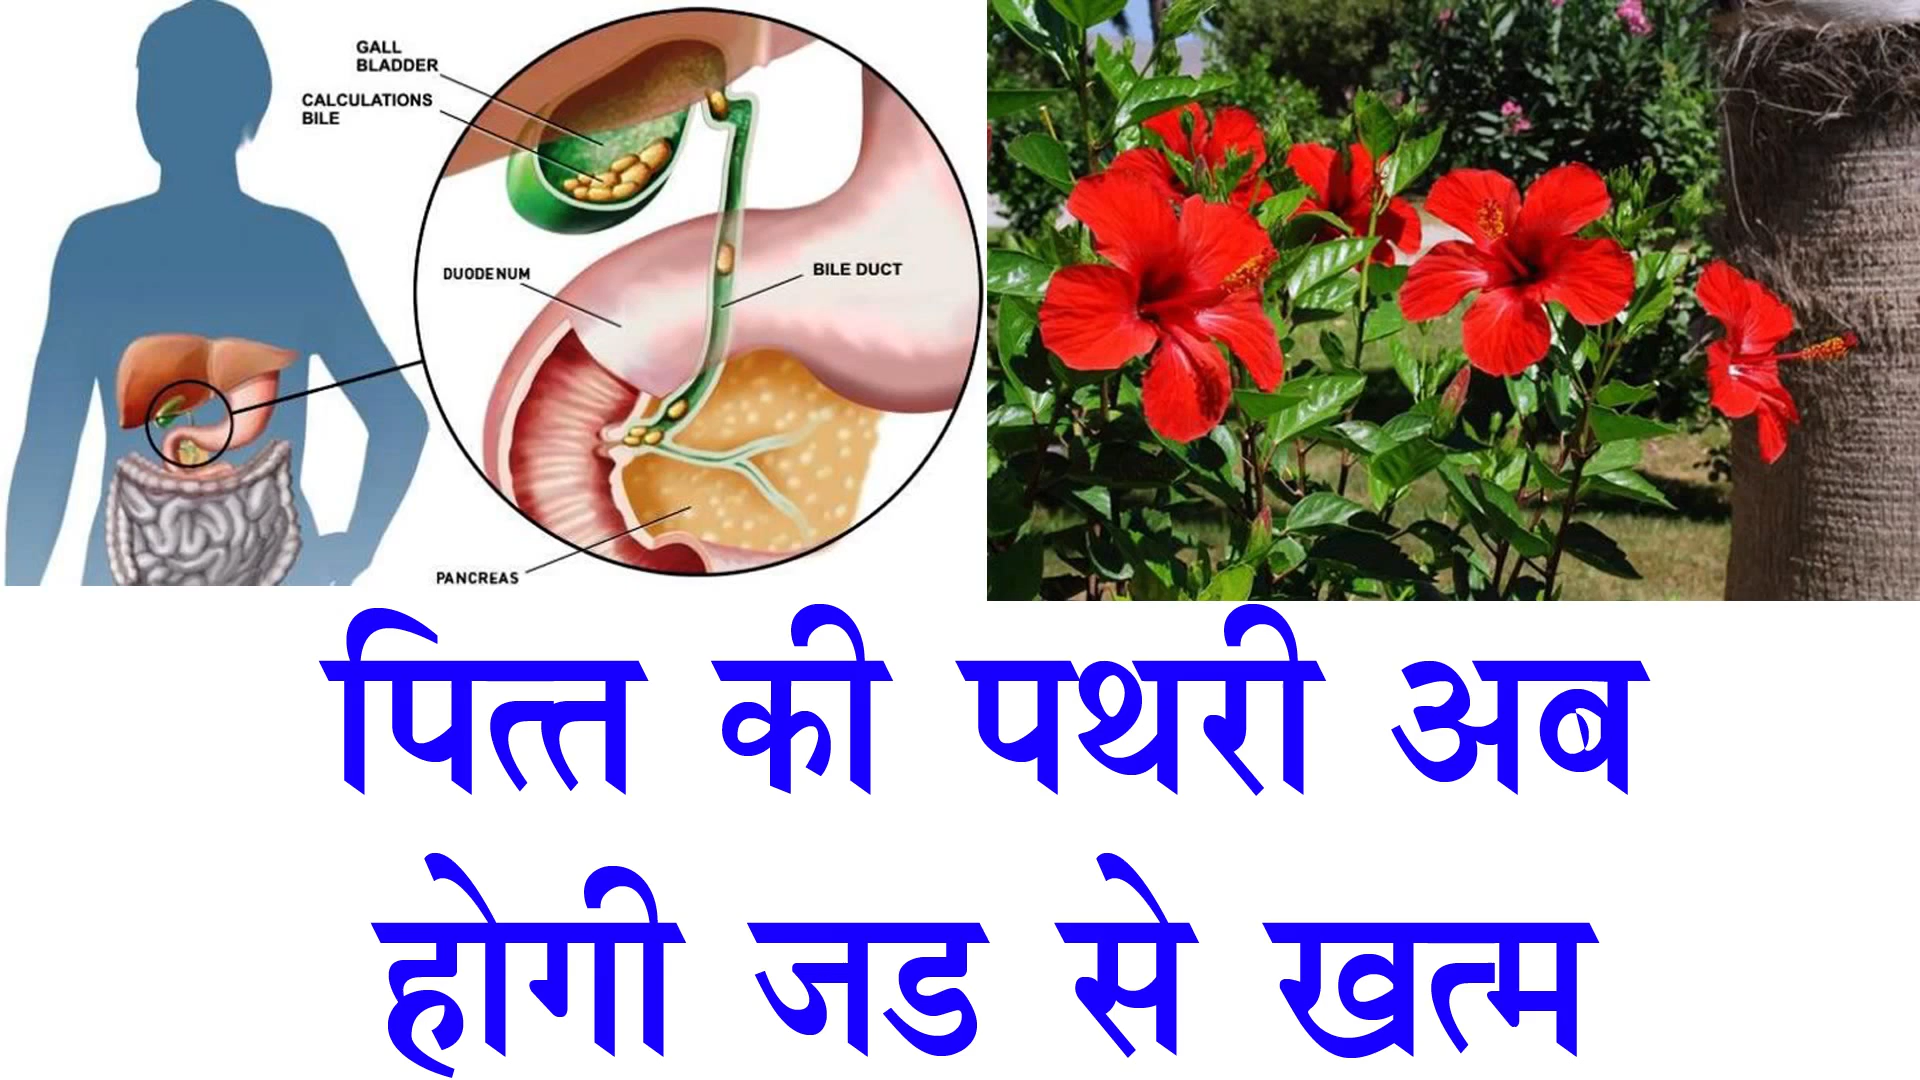 GALL
BLADDER
CALCULATIONS
BILE
DUODENUM
BILE DUCT
PANCREAS
पित्त की पथरी अब
होगी जड से खत्म